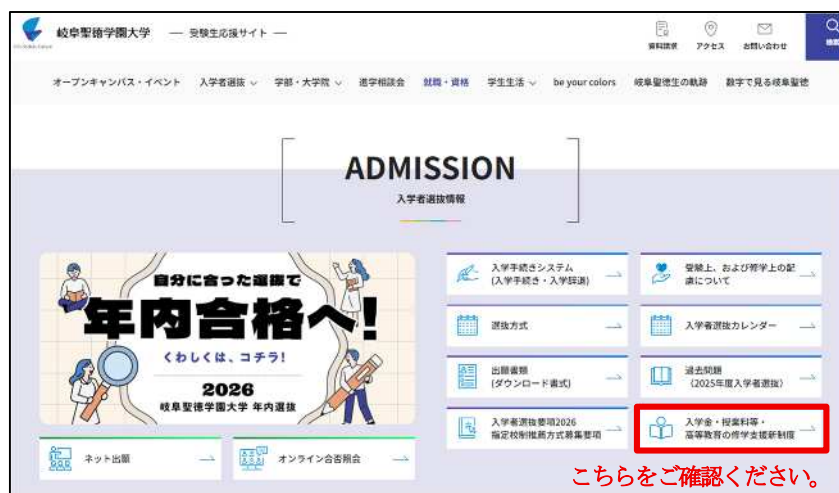 岐阜聖徳学園大学 ― 受験生応援サイト ―
資料請求 アクセス お問い合わせ
オープンキャンパス・イベント 入学者選抜 学部・大学院 進学相談会 就職・資格 学生生活 be your colors 岐阜聖徳生の軌跡 数字で見る岐阜聖徳
ADMISSION
入学者選抜情報
自分に合った選抜で
年内合格へ!
くわしくは、コチラ!
2026
岐阜聖徳学園大学 年内選抜
ネット出願
オンライン合否照会
入学手続きシステム
(入学手続き・入学辞退)
受験上、および修学上の配
慮について
選抜方式
入学者選抜カレンダー
出願書類
(ダウンロード書式)
過去問題
(2025年度入学者選抜)
入学者選抜要項2026
指定校制推薦方式募集要項
入学金・授業料等・
高等教育の修学支援新制度
こちらをご確認ください。